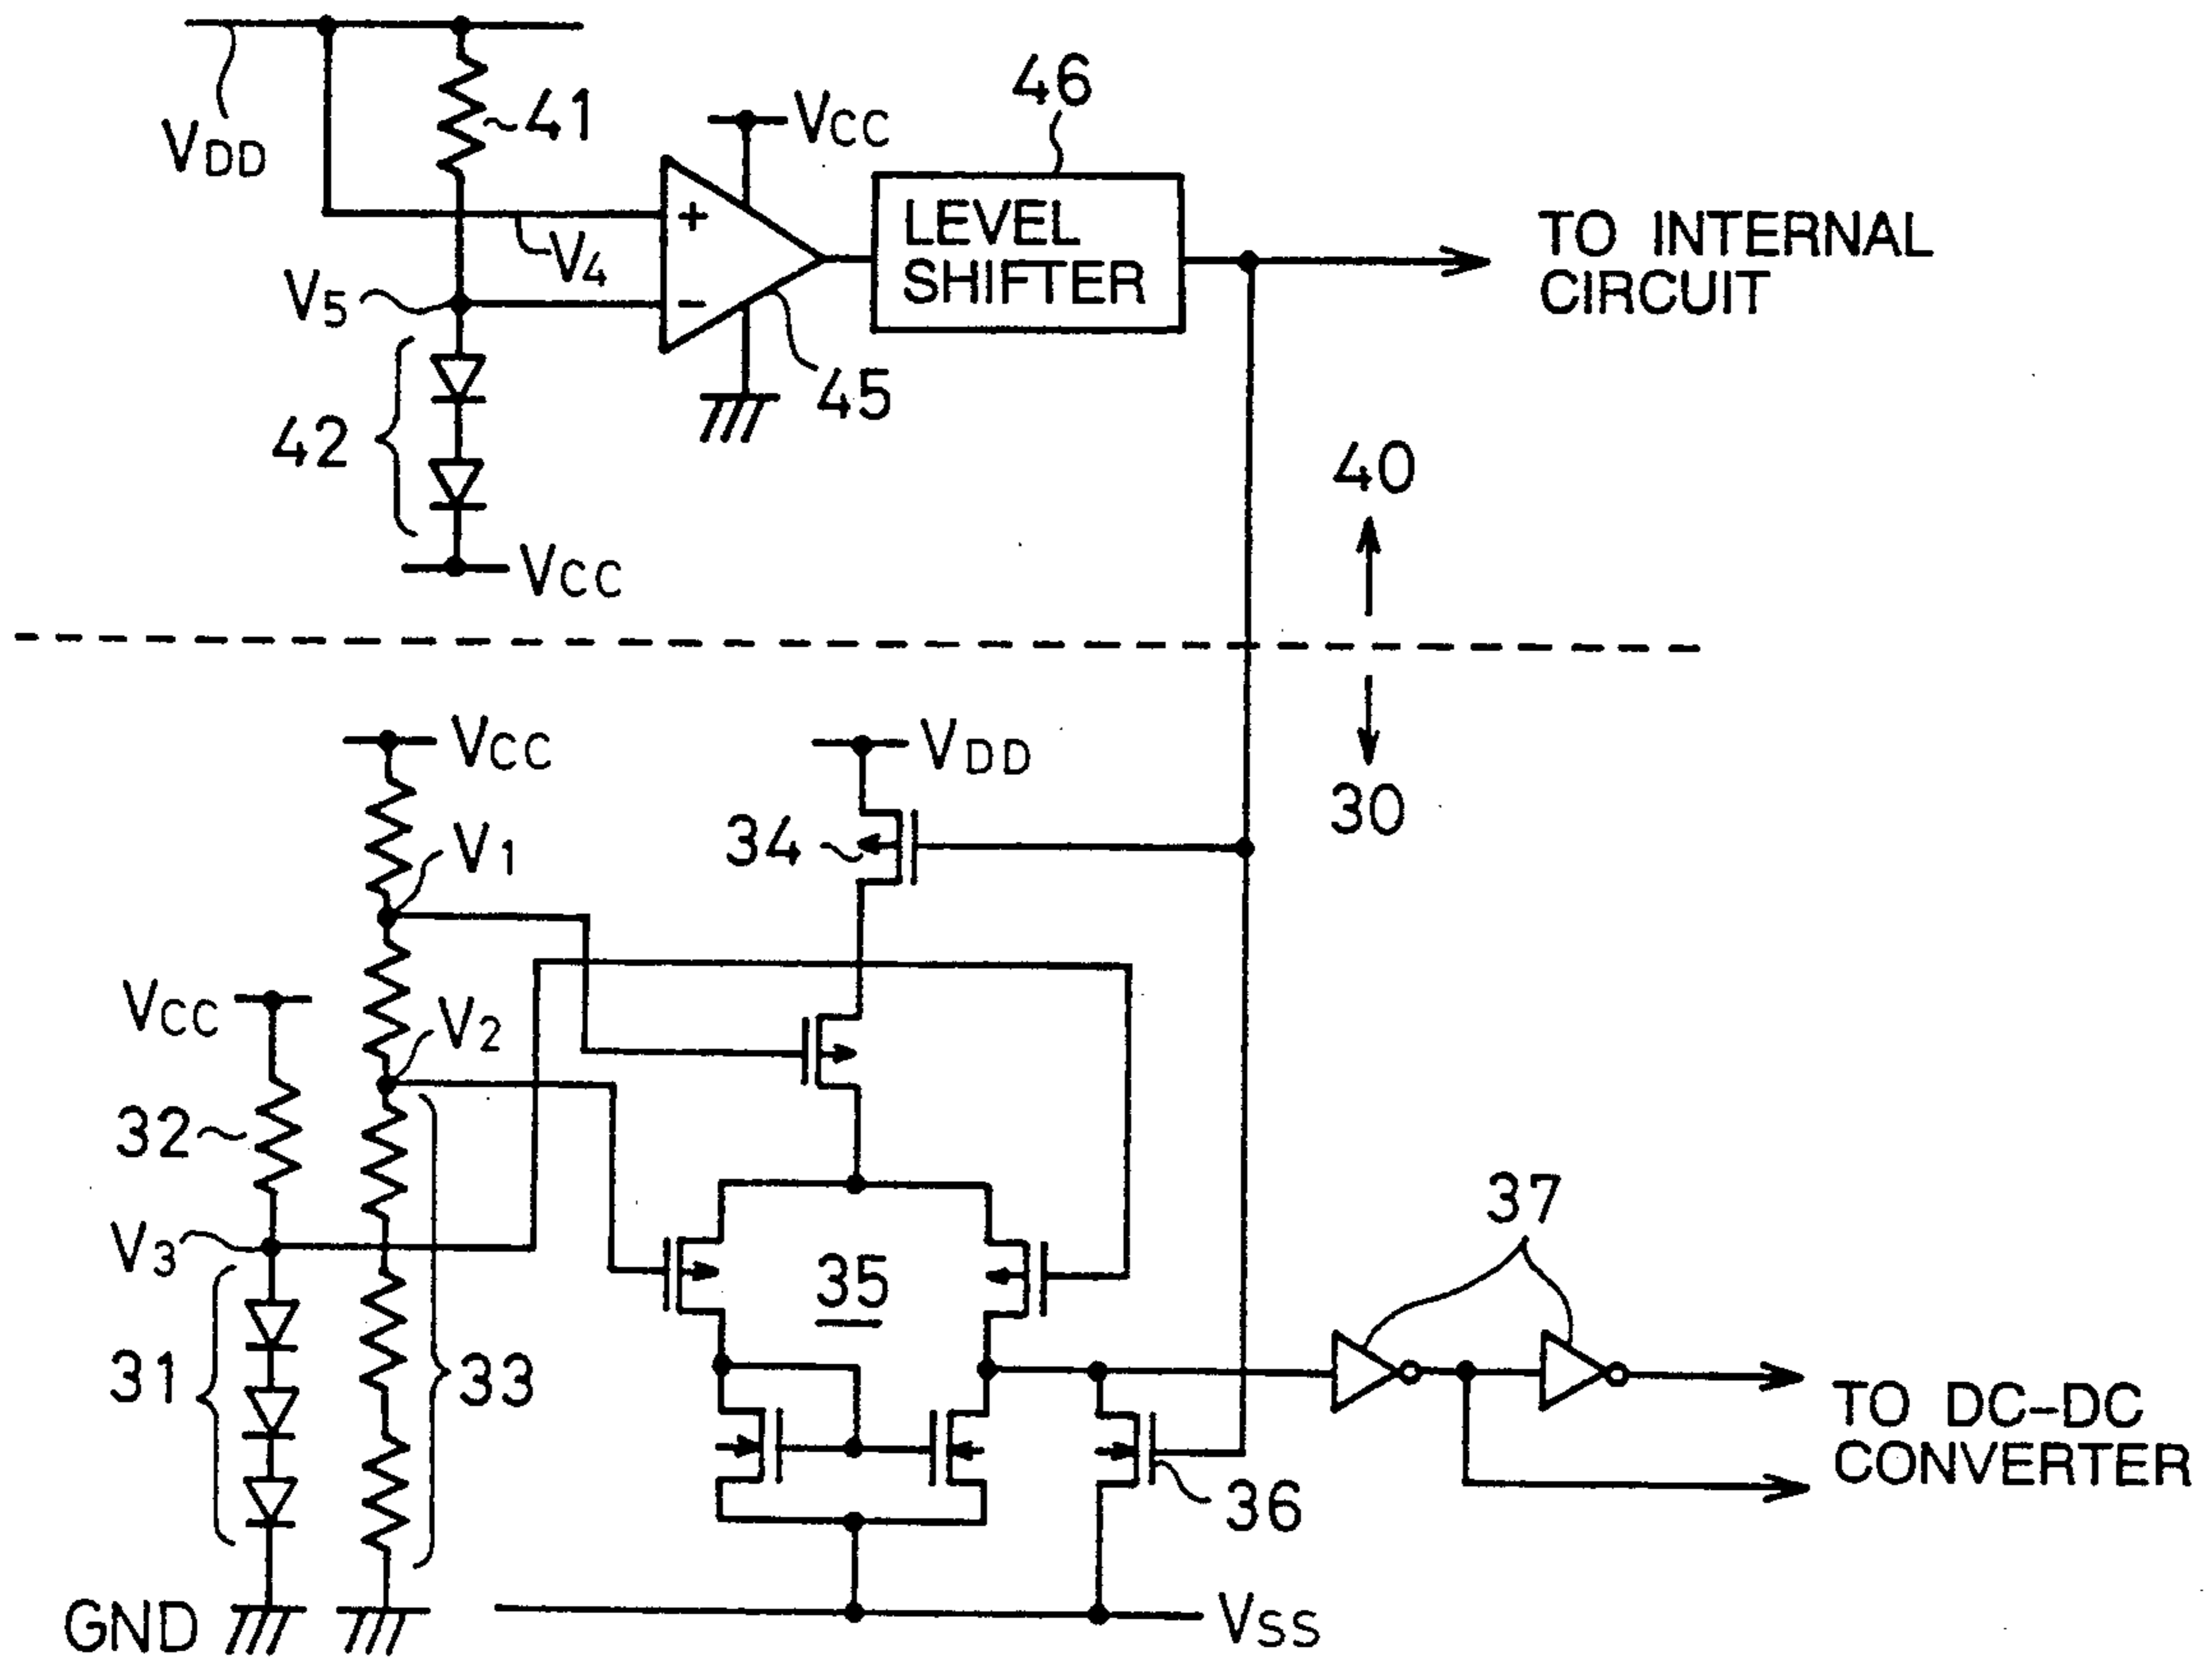 46
VCC
41
VDD
+
LEVEL
SHIFTER
TO INTERNAL
CIRCUIT
V4
V5
-
45
42
40
VCC
VCC
VDD
30
34
V1
VCC
V2
32
37
V3
35
31
33
TO DC-DC
CONVERTER
36
GND
VSS